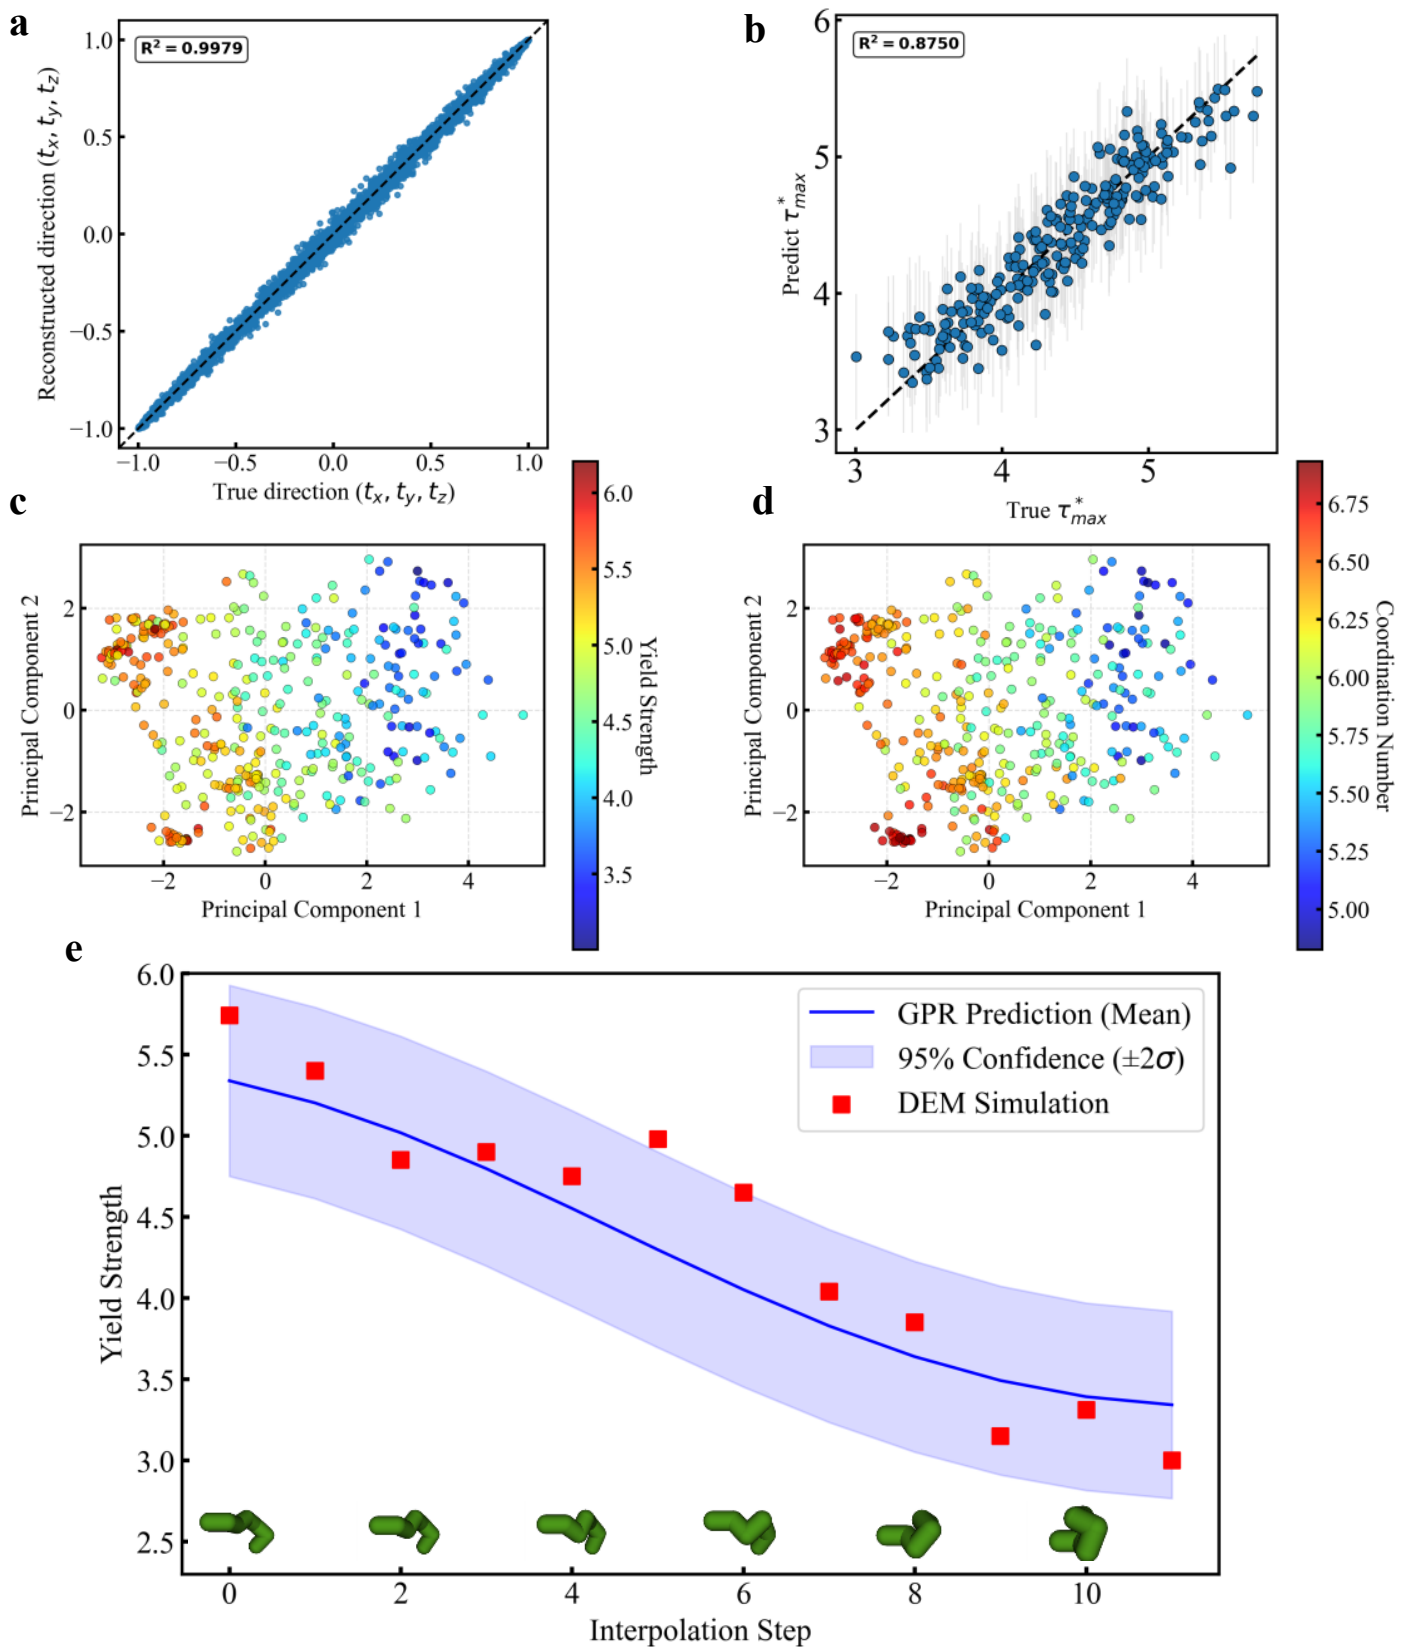 a
R² = 0.9979
1.0
0.5
0.0
−0.5
−1.0
Reconstructed direction (tx, ty, tz)
−1.0 −0.5 0.0 0.5 1.0
True direction (tx, ty, tz)
b
R² = 0.8750
6
5
4
3
Predict τ*max
3 4 5
True τ*max
c
2
0
−2
Principal Component 2
−2 0 2 4
Principal Component 1
6.0
5.5
5.0
4.5
4.0
3.5
Yield Strength
d
2
0
−2
Principal Component 2
−2 0 2 4
Principal Component 1
6.75
6.50
6.25
6.00
5.75
5.50
5.25
5.00
Coordination Number
e
6.0
5.5
5.0
4.5
4.0
3.5
3.0
2.5
Yield Strength
GPR Prediction (Mean)
95% Confidence (±2σ)
DEM Simulation
0 2 4 6 8 10
Interpolation Step